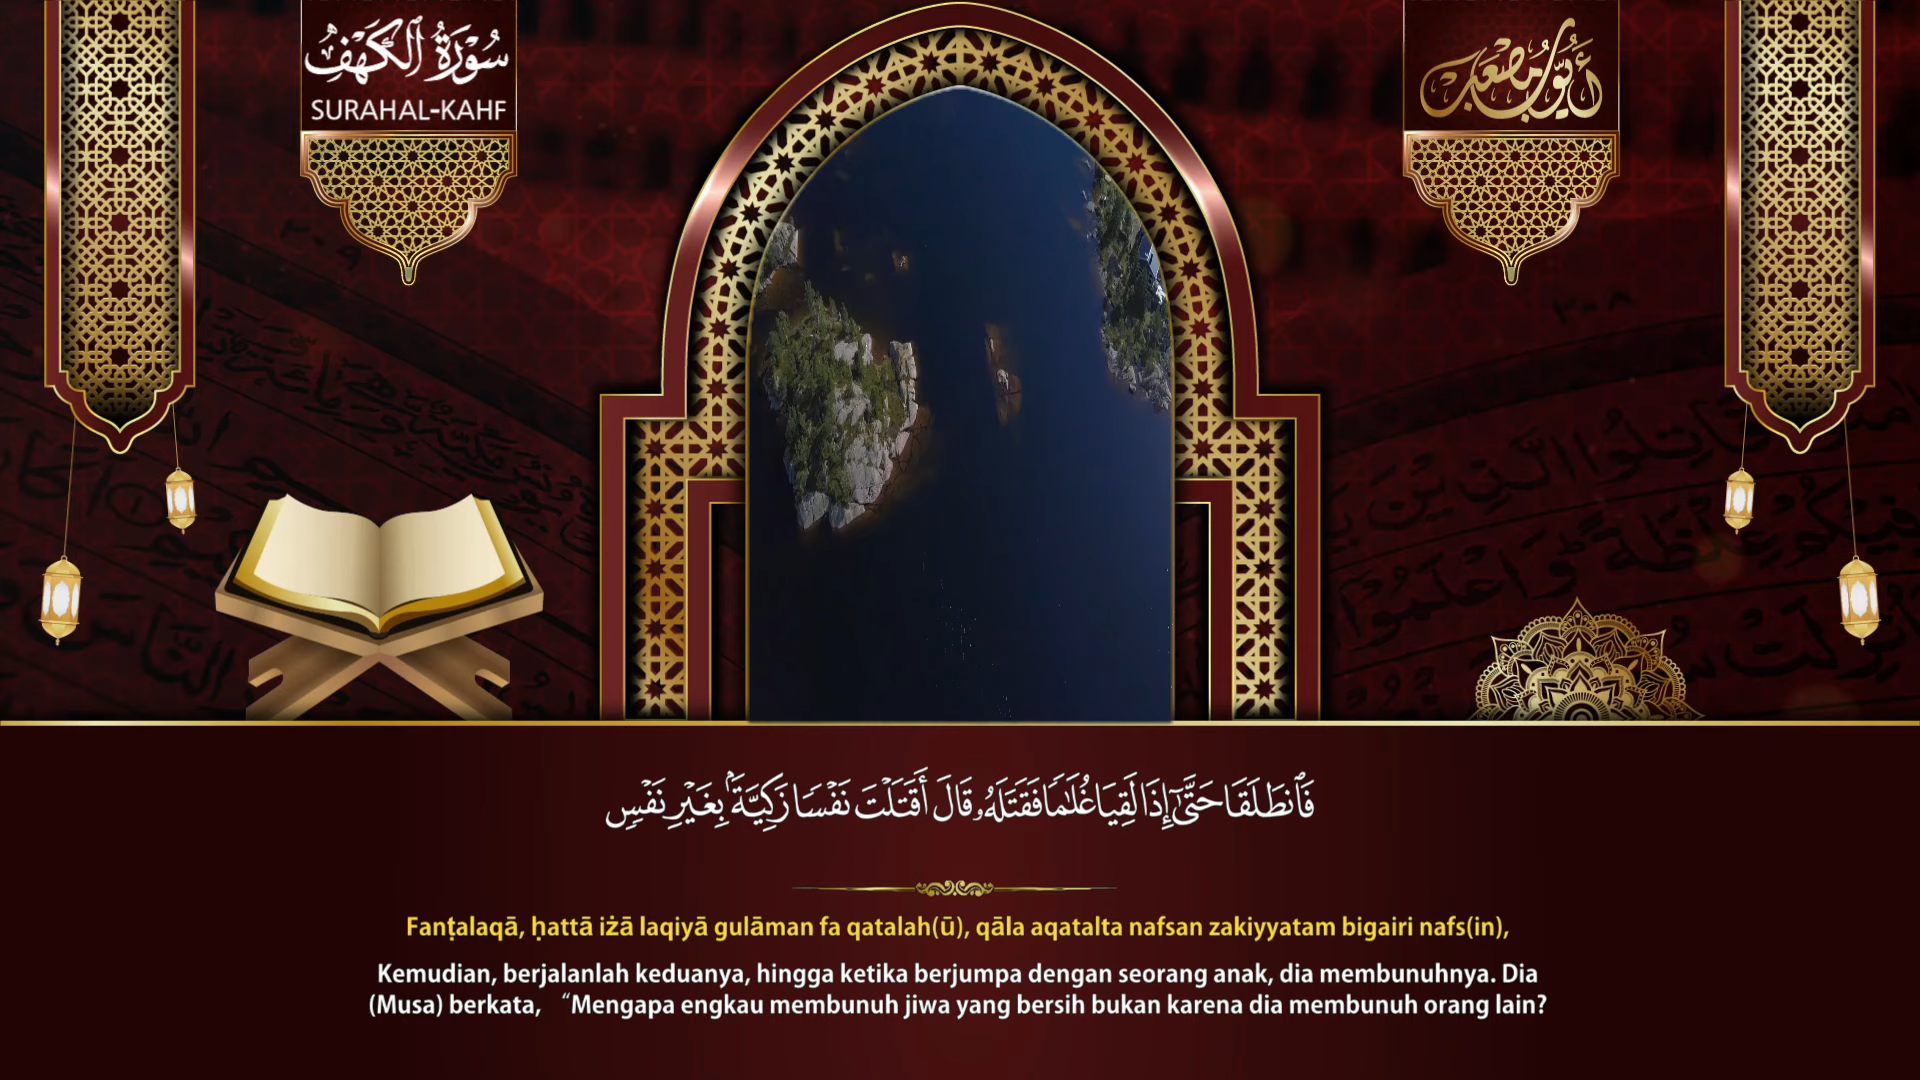 سُورَةُ الكَهْفِ
SURAHAL-KAHF
أيوب مصعب
فَٱنطَلَقَا حَتَّىٰٓ إِذَا لَقِيَا غُلَٰمًا فَقَتَلَهُۥ قَالَ أَقَتَلْتَ نَفْسًا زَكِيَّةًۢ بِغَيْرِ نَفْسٍ
Fanṭalaqā, ḥattā iżā laqiyā gulāman fa qatalah(ū), qāla aqatalta nafsan zakiyyatam bigairi nafs(in),
Kemudian, berjalanlah keduanya, hingga ketika berjumpa dengan seorang anak, dia membunuhnya. Dia
(Musa) berkata, “Mengapa engkau membunuh jiwa yang bersih bukan karena dia membunuh orang lain?